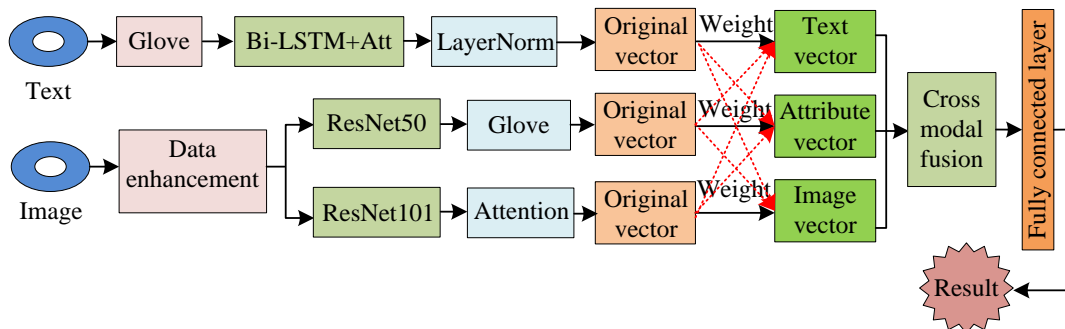 Text
Glove
Bi-LSTM+Att
LayerNorm
Original
vector
Weight
Text
vector
Image
Data
enhancement
ResNet50
Glove
Original
vector
Weight
Attribute
vector
ResNet101
Attention
Original
vector
Weight
Image
vector
Cross
modal
fusion
Fully connected layer
Result